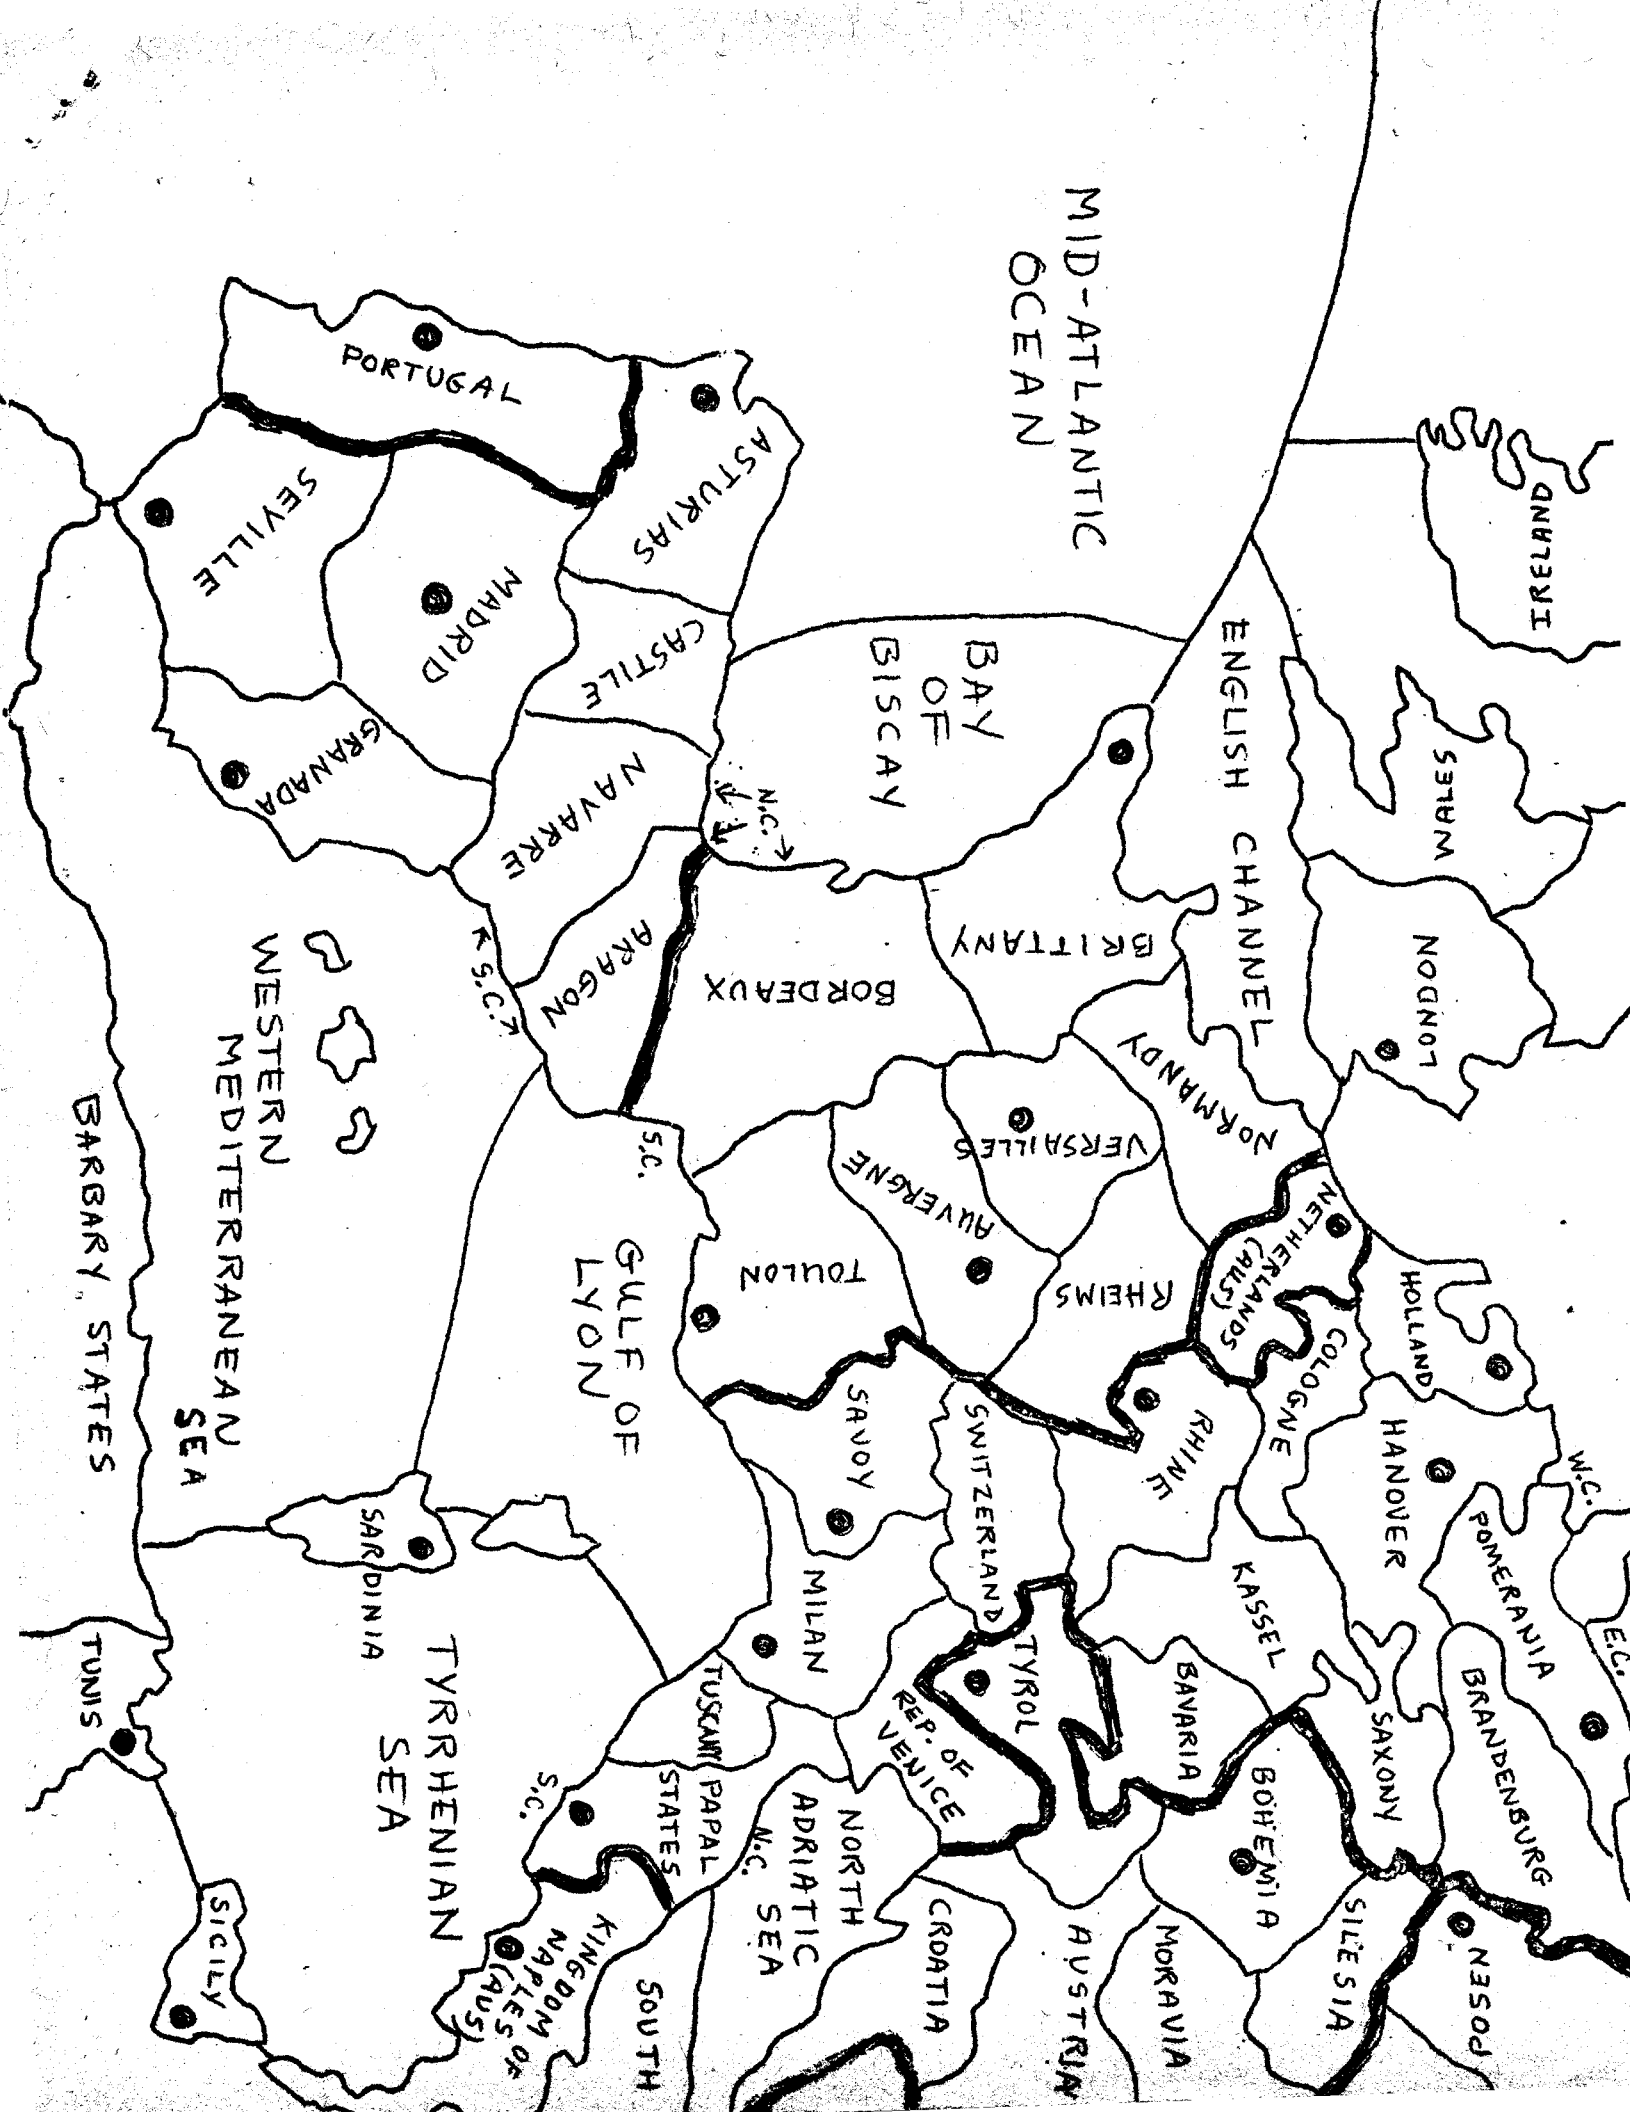 MID-ATLANTIC
OCEAN
IRELAND
WHALES
LONDON
ENGLISH CHANNEL
BAY
OF
BISCAY
N.C.
PORTUGAL
ASTURIAS
SEVILLE
MADRID
CASTILE
GRANADA
NAVARRE
ARAGON
S.C.
BORDEAUX
BRITTANY
NORMANDY
VERSAILLES
AUVERGNE
TOULON
RHEIMS
NETHERLANDS
(AUS)
HOLLAND
COLOGNE
RHINE
HANOVER
W.C.
POMERANIA
E.C.
KASSEL
BRANDENBURG
SAXONY
BAVARIA
BOHEMIA
SILESIA
POSEN
MORAVIA
AUSTRIA
TYROL
SWITZERLAND
SAVOY
MILAN
REP. OF
VENICE
TUSCANY
PAPAL
STATES
N.C.
S.C.
NORTH
ADRIATIC
SEA
CROATIA
SOUTH
KINGDOM OF
NAPLES OF
(AUS)
SICILY
TYRRHENIAN
SEA
SARDINIA
TUNIS
GULF OF
LYON
S.C.
WESTERN
MEDITERRANEAN
SEA
BARBARY STATES